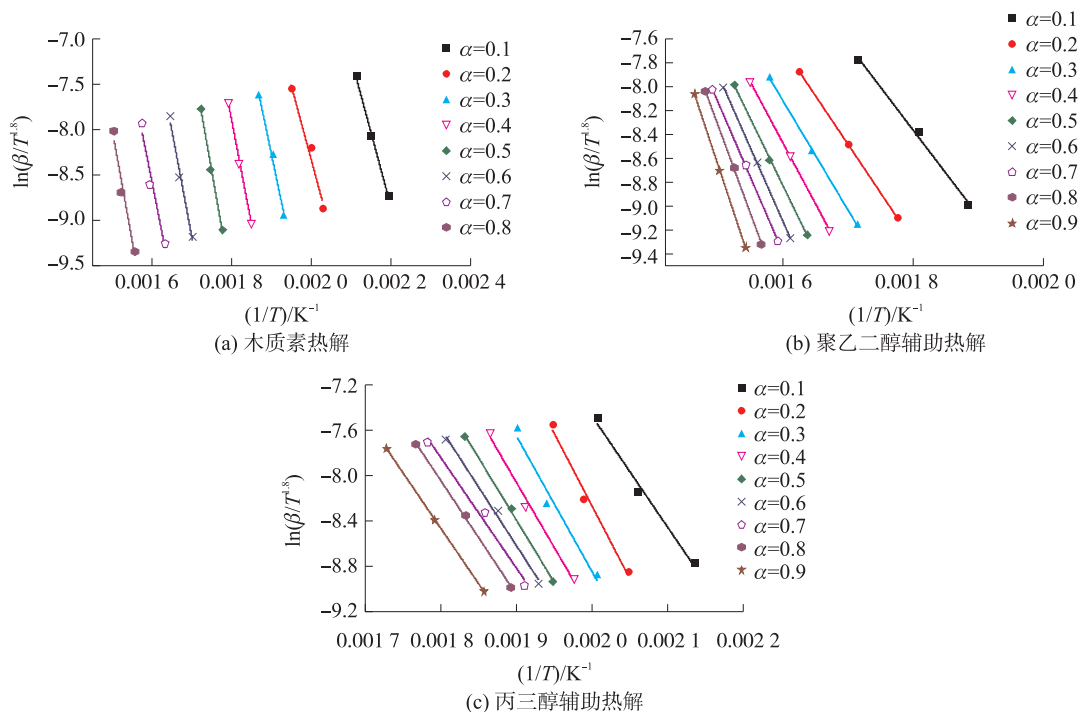 −7.0
−7.5
−8.0
−8.5
−9.0
−9.5
ln(β/T^1.8)
0.001 6
0.001 8
0.002 0
0.002 2
0.002 4
(1/T)/K⁻¹
α=0.1
α=0.2
α=0.3
α=0.4
α=0.5
α=0.6
α=0.7
α=0.8
(a) 木质素热解
−7.6
−7.8
−8.0
−8.4
−8.6
−8.8
−9.0
−9.2
−9.4
ln(β/T^1.8)
0.001 6
0.001 8
0.002 0
(1/T)/K⁻¹
α=0.1
α=0.2
α=0.3
α=0.4
α=0.5
α=0.6
α=0.7
α=0.8
α=0.9
(b) 聚乙二醇辅助热解
−7.2
−7.6
−8.0
−8.4
−8.8
−9.2
ln(β/T^1.8)
0.001 7
0.001 8
0.001 9
0.002 0
0.002 1
0.002 2
(1/T)/K⁻¹
α=0.1
α=0.2
α=0.3
α=0.4
α=0.5
α=0.6
α=0.7
α=0.8
α=0.9
(c) 丙三醇辅助热解